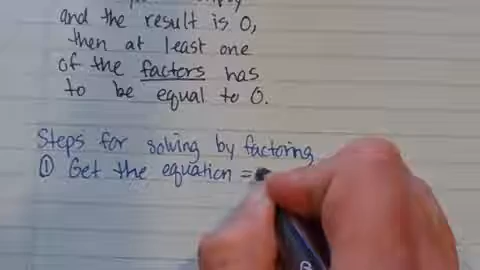 and the result is 0,
then at least one
of the factors has
to be equal to 0.
Steps for solving by factoring
① Get the equation =